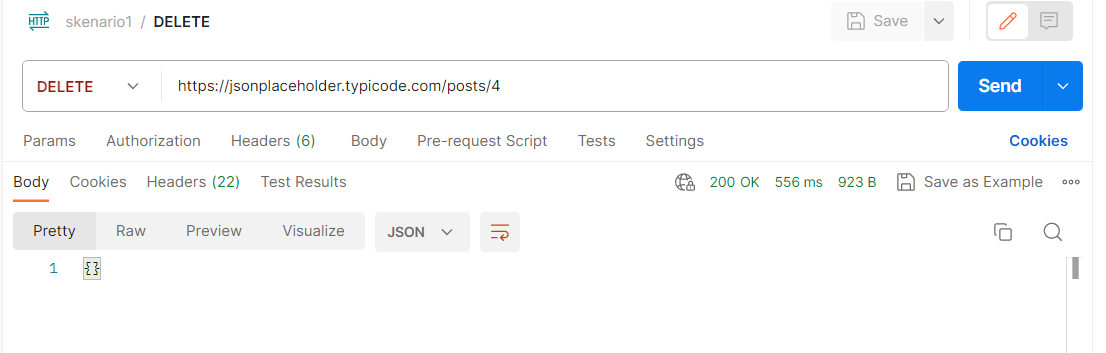 HTTP skenario1 / DELETE Save
DELETE https://jsonplaceholder.typicode.com/posts/4 Send
Params Authorization Headers (6) Body Pre-request Script Tests Settings Cookies
Body Cookies Headers (22) Test Results 200 OK 556 ms 923 B Save as Example
Pretty Raw Preview Visualize JSON
1 {}